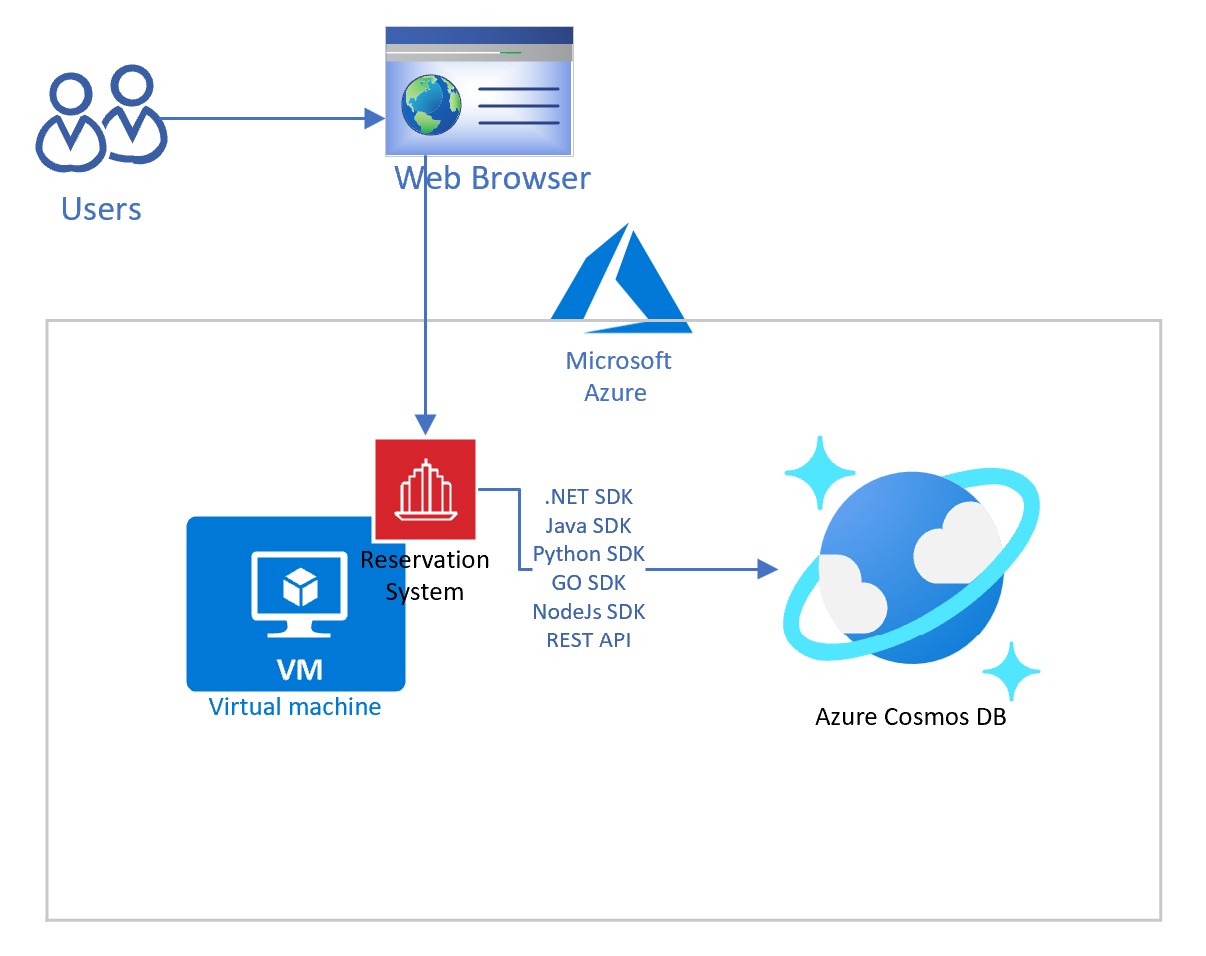 Users
Web Browser
Microsoft
Azure
.NET SDK
Java SDK
Python SDK
GO SDK
NodeJs SDK
REST API
Reservation
System
VM
Virtual machine
Azure Cosmos DB